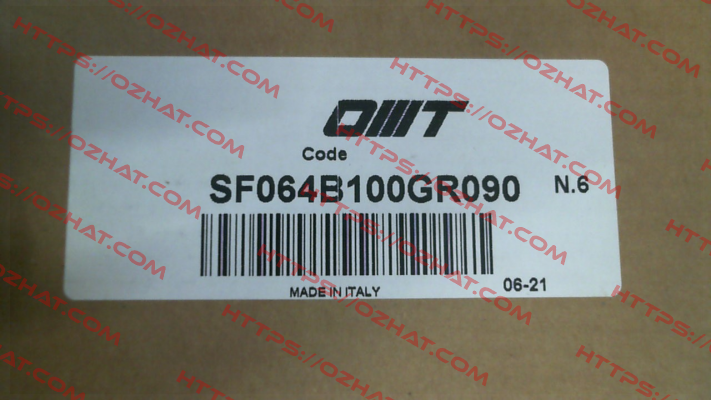 OMT
Code
SF064B100GR090 N.6
MADE IN ITALY 06-21
HTTPS://OZHAT.COM